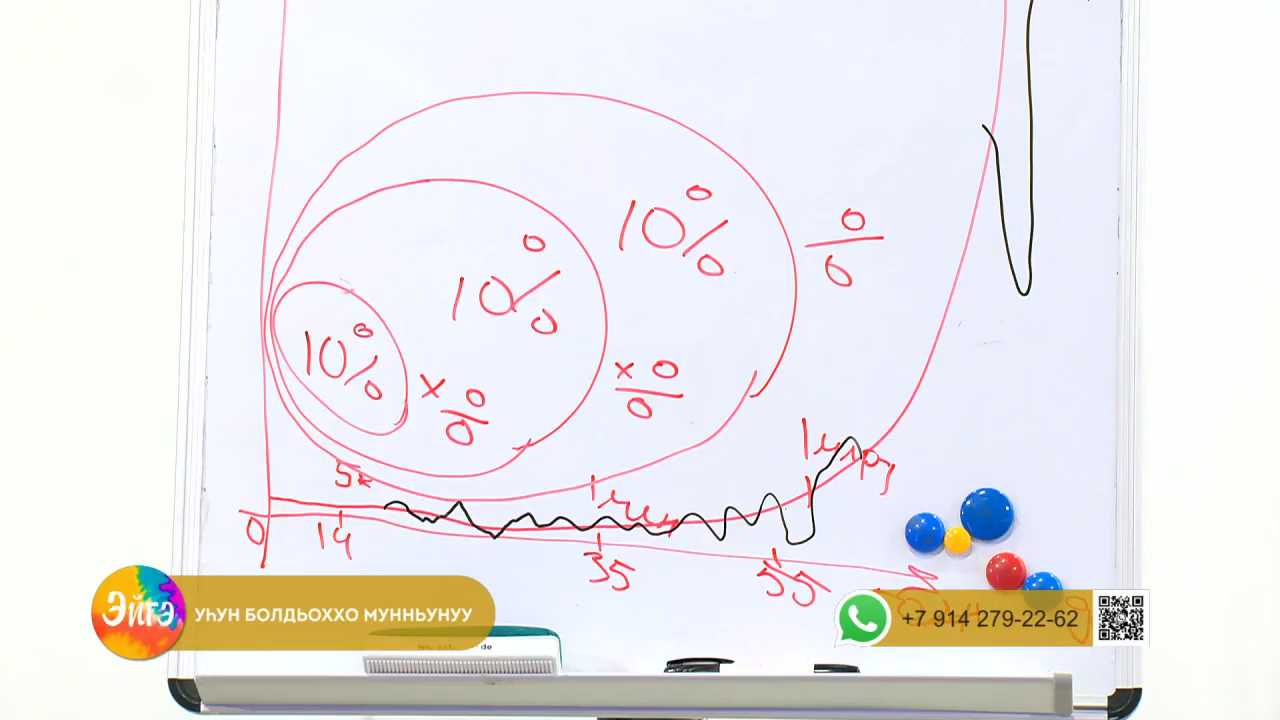 10%
%
10%
10%
x %
x %
5к
1 млн
1 млрд
0
14
35
55
Эйгэ
УҺУН БОЛДЬОХХО МУННЬУНУУ
+7 914 279-22-62